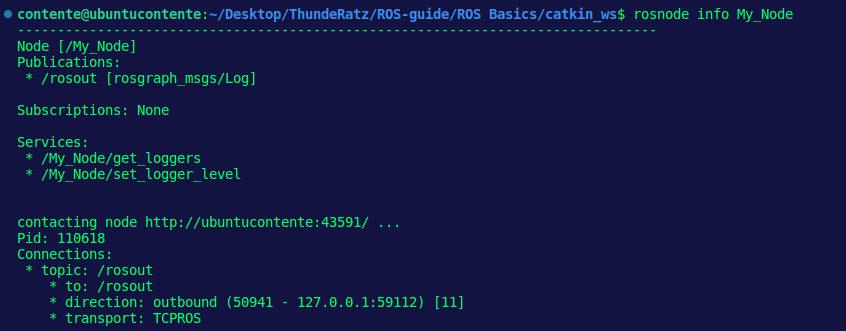 contente@ubuntucontente:~/Desktop/ThundeRatz/ROS-guide/ROS Basics/catkin_ws$ rosnode info My_Node
--------------------------------------------------------------------------------
Node [/My_Node]
Publications:
 * /rosout [rosgraph_msgs/Log]
Subscriptions: None
Services:
 * /My_Node/get_loggers
 * /My_Node/set_logger_level
contacting node http://ubuntucontente:43591/ ...
Pid: 110618
Connections:
 * topic: /rosout
    * to: /rosout
    * direction: outbound (50941 - 127.0.0.1:59112) [11]
    * transport: TCPROS